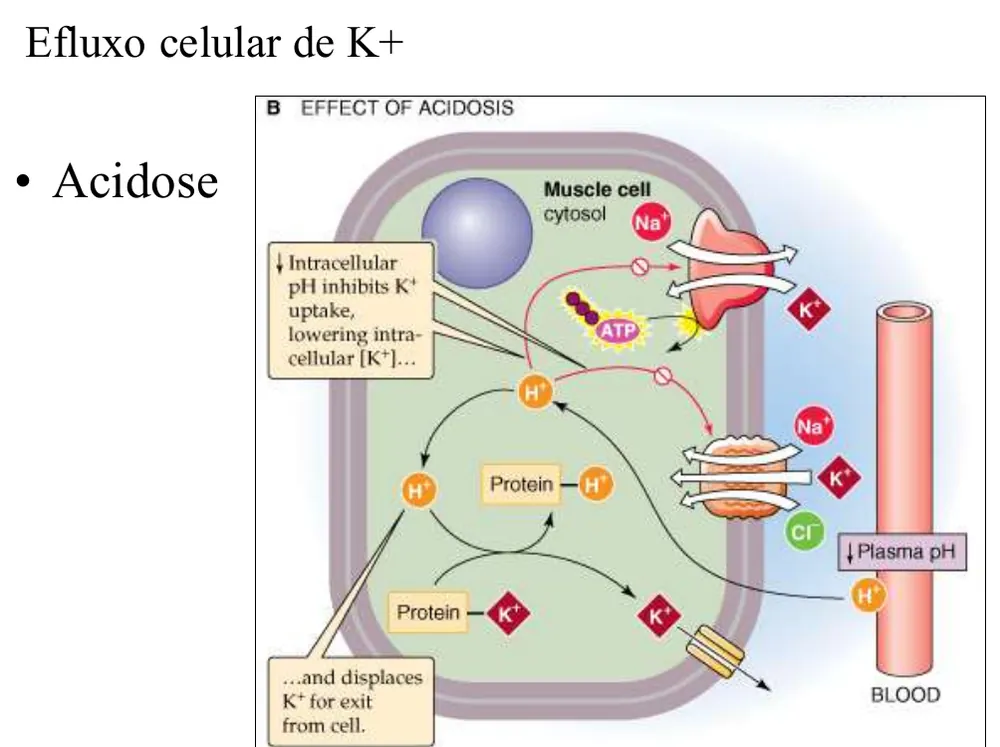 Efluxo celular de K+
• Acidose
B EFFECT OF ACIDOSIS
Muscle cell
cytosol
Na⁺
↓ Intracellular
pH inhibits K⁺
uptake,
lowering intra-
cellular [K⁺]…
K⁺
ATP
H⁺
Na⁺
K⁺
H⁺
Protein
H⁺
Cl⁻
↓ Plasma pH
H⁺
Protein
K⁺
K⁺
…and displaces
K⁺ for exit
from cell.
BLOOD